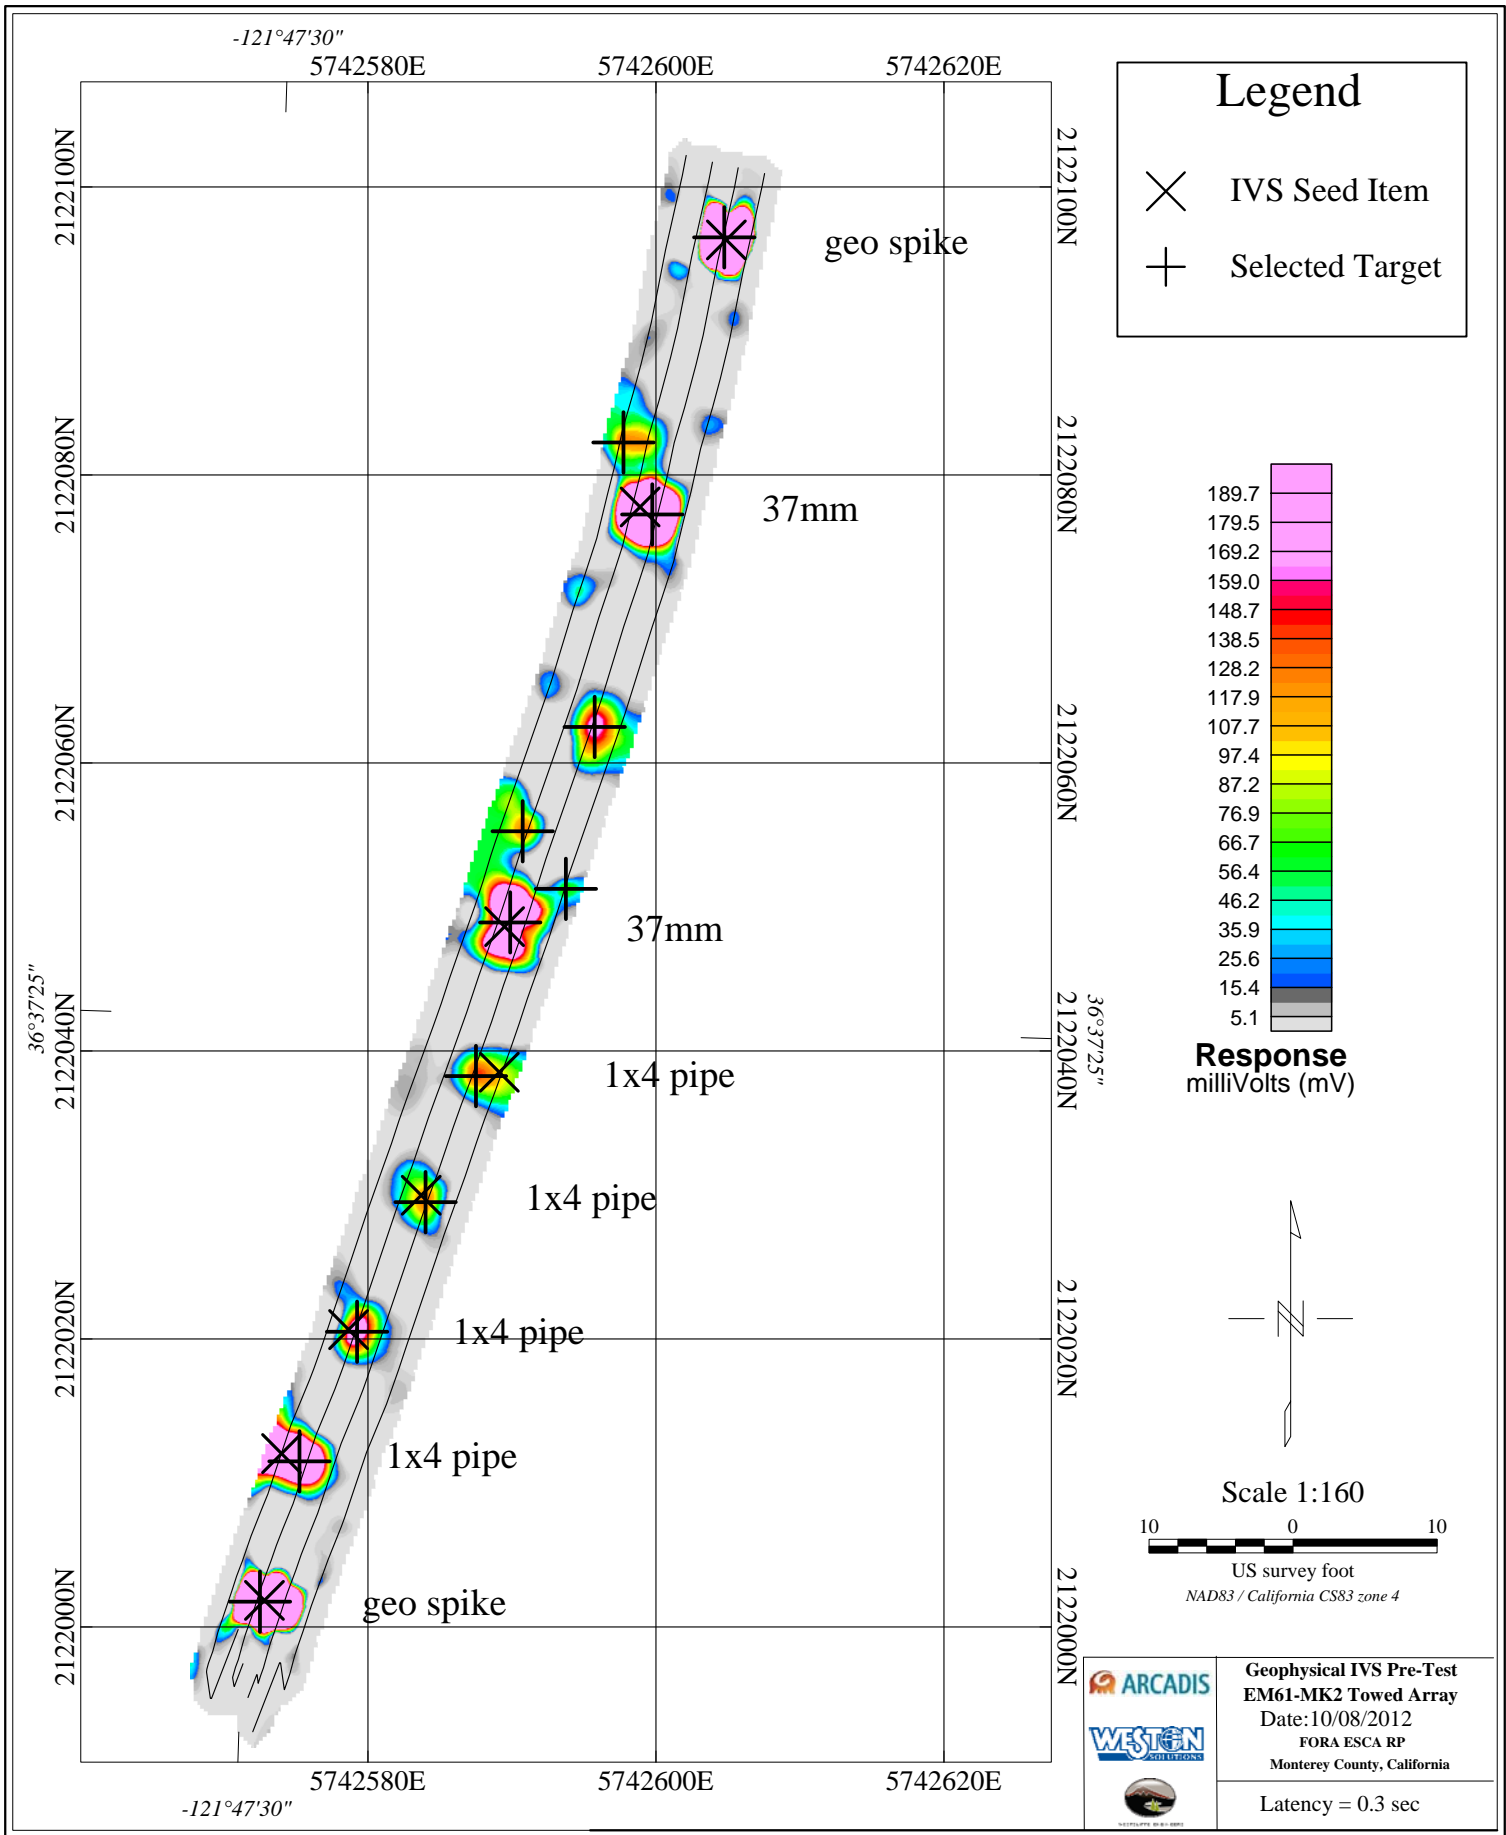 -121°47'30"
5742580E 5742600E 5742620E
Legend
IVS Seed Item
Selected Target
2122100N 2122100N
geo spike
2122080N 2122080N
37mm
189.7
179.5
169.2
159.0
148.7
138.5
128.2
117.9
107.7
97.4
87.2
76.9
66.7
56.4
46.2
35.9
25.6
15.4
5.1
Response
milliVolts (mV)
2122060N 2122060N
37mm
36°37'25" 36°37'25"
2122040N 2122040N
1x4 pipe
1x4 pipe
2122020N 2122020N
1x4 pipe
1x4 pipe
N
Scale 1:160
10 0 10
US survey foot
NAD83 / California CS83 zone 4
2122000N 2122000N
geo spike
5742580E 5742600E 5742620E
-121°47'30"
ARCADIS
WESTON
SOLUTIONS
Geophysical IVS Pre-Test
EM61-MK2 Towed Array
Date:10/08/2012
FORA ESCA RP
Monterey County, California
Latency = 0.3 sec